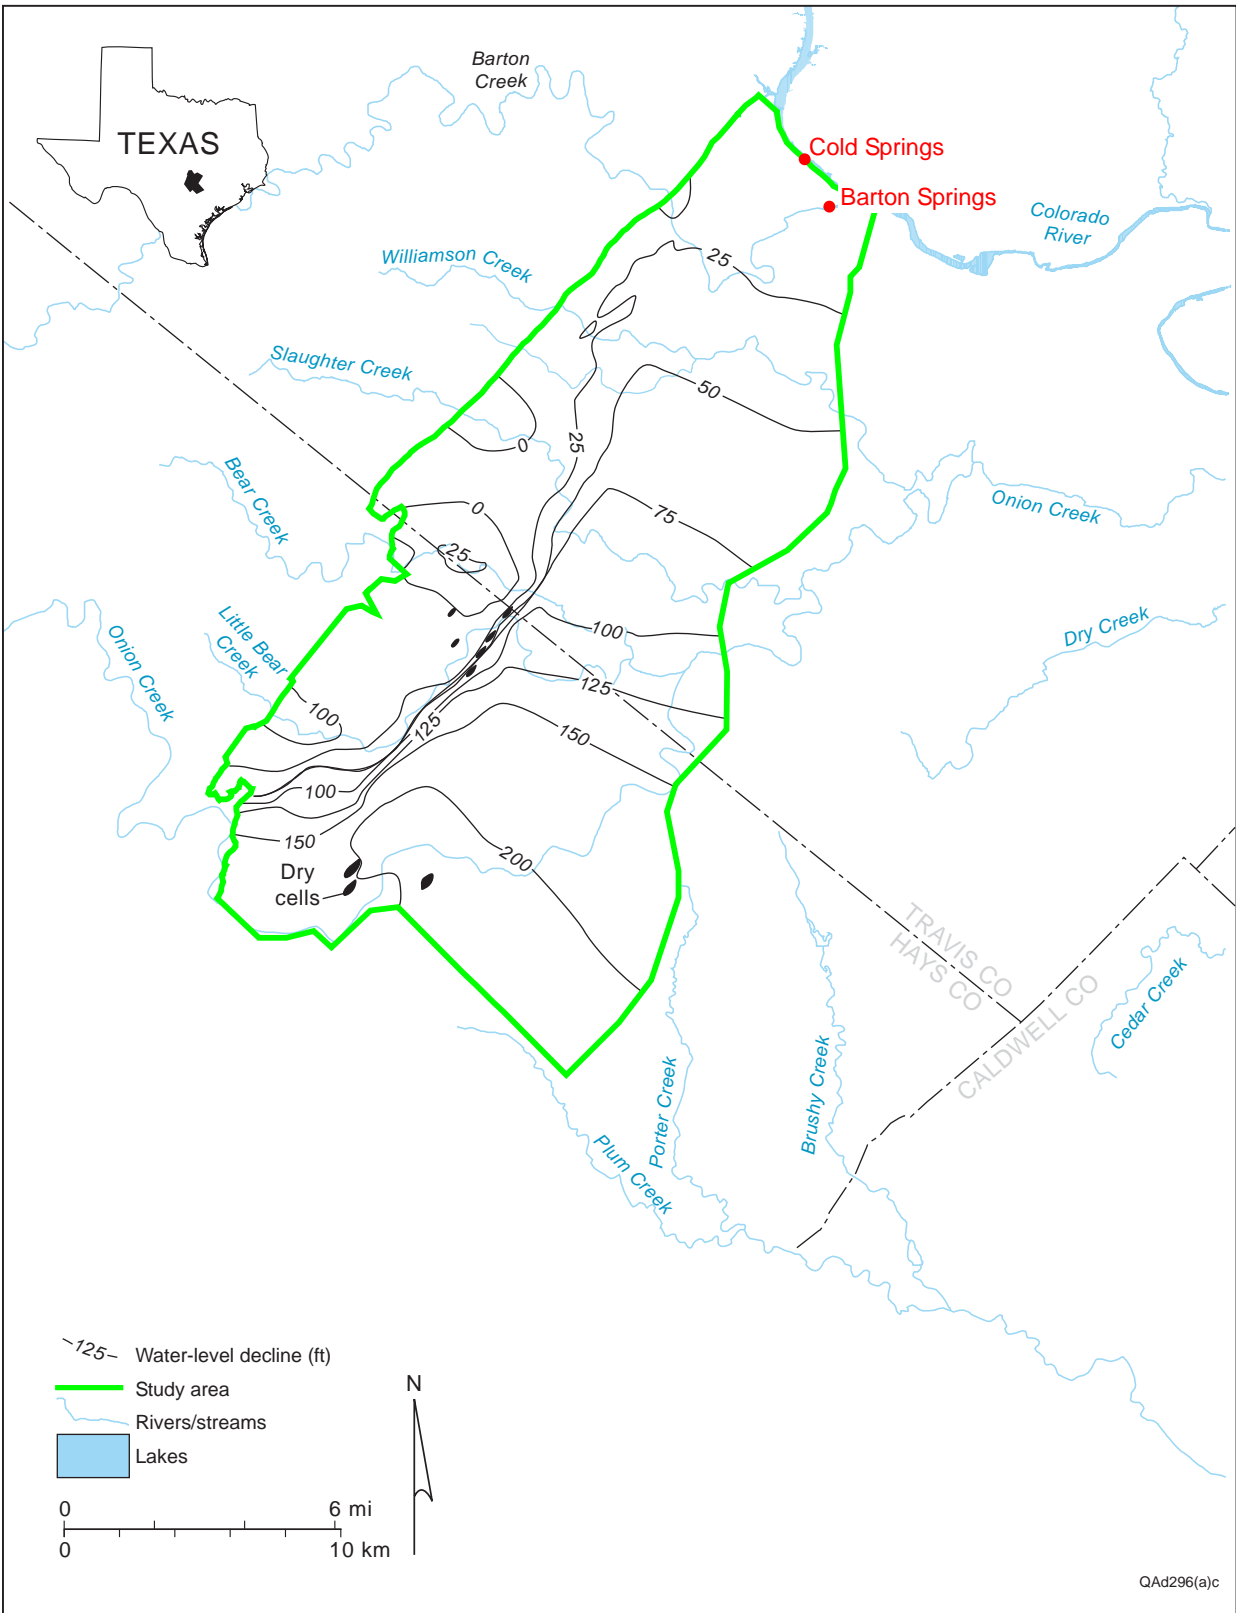 Barton
Creek
TEXAS
Cold Springs
Barton Springs
Colorado
River
Williamson Creek
25
Slaughter Creek
50
0
25
Bear Creek
Onion Creek
0
75
25
Little Bear
Creek
Onion Creek
100
Dry Creek
125
100
125
150
100
150
200
Dry
cells
TRAVIS CO
HAYS CO
CALDWELL CO
Cedar Creek
Brushy Creek
Porter Creek
Plum Creek
125
Water-level decline (ft)
Study area
Rivers/streams
Lakes
N
0 6 mi
0 10 km
QAd296(a)c